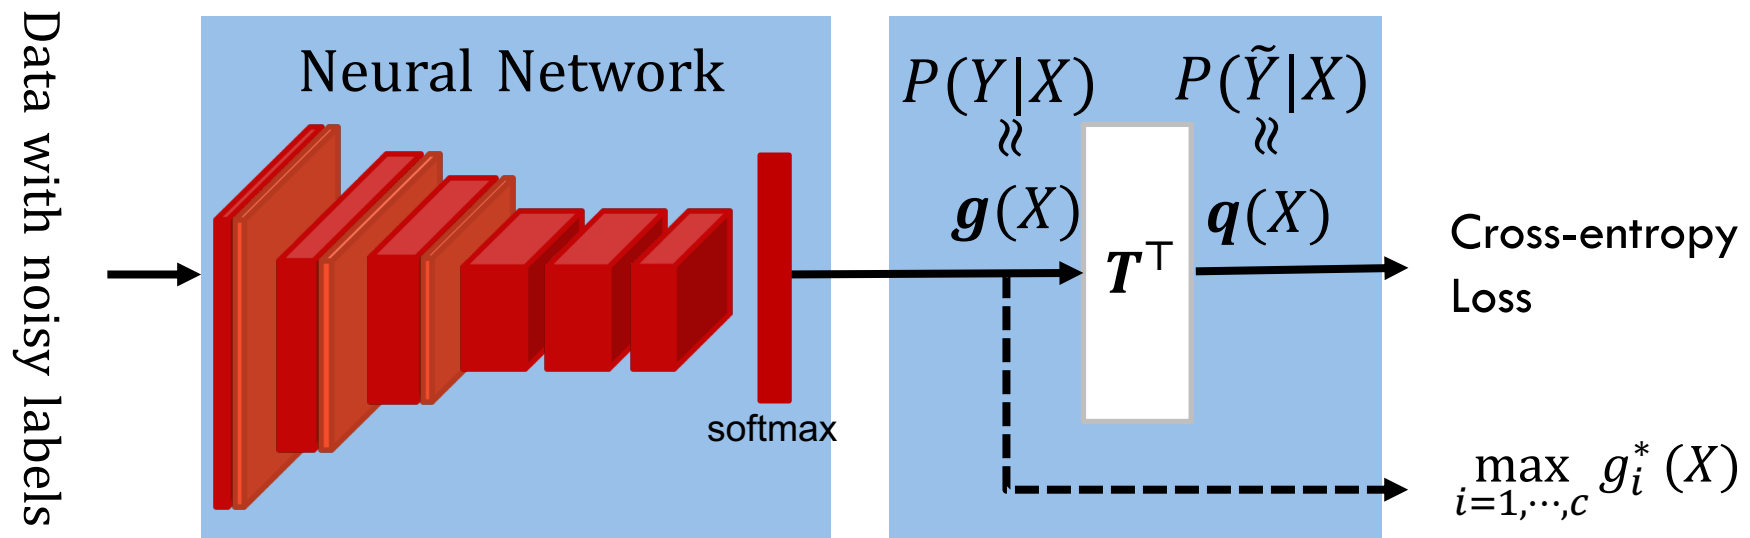 Data with noisy labels
Neural Network
softmax
P(Y|X)
≈
g(X)
T⊤
P(Ỹ|X)
≈
q(X)
Cross-entropy
Loss
max g*i (X)
i=1,⋯,c